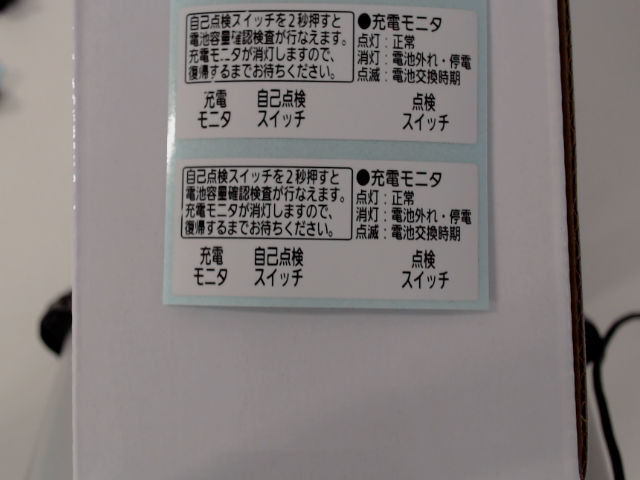 自己点検スイッチを2秒押すと
電池容量確認検査が行なえます。
充電モニタが消灯しますので、
復帰するまでお待ちください。
●充電モニタ
点灯：正常
消灯：電池外れ・停電
点滅：電池交換時期
充電
モニタ
自己点検
スイッチ
点検
スイッチ
自己点検スイッチを2秒押すと
電池容量確認検査が行なえます。
充電モニタが消灯しますので、
復帰するまでお待ちください。
●充電モニタ
点灯：正常
消灯：電池外れ・停電
点滅：電池交換時期
充電
モニタ
自己点検
スイッチ
点検
スイッチ